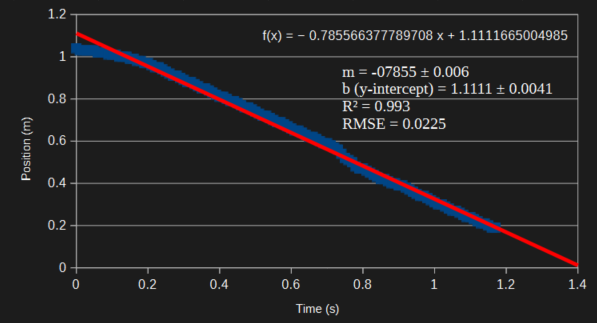 1.2
f(x) = − 0.785566377789708 x + 1.1111665004985
1
m = -07855 ± 0.006
b (y-intercept) = 1.1111 ± 0.0041
R² = 0.993
RMSE = 0.0225
0.8
0.6
0.4
0.2
0
Position (m)
0 0.2 0.4 0.6 0.8 1 1.2 1.4
Time (s)